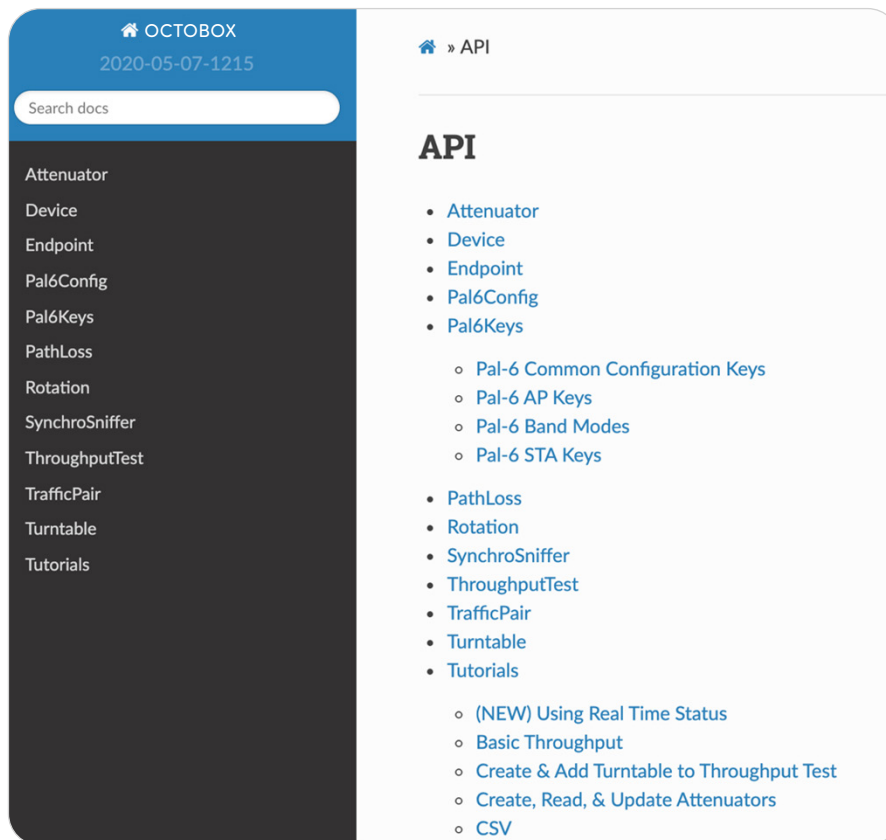 OCTOBOX
2020-05-07-1215
Search docs
Attenuator
Device
Endpoint
Pal6Config
Pal6Keys
PathLoss
Rotation
SynchroSniffer
ThroughputTest
TrafficPair
Turntable
Tutorials
» API
API
• Attenuator
• Device
• Endpoint
• Pal6Config
• Pal6Keys
◦ Pal-6 Common Configuration Keys
◦ Pal-6 AP Keys
◦ Pal-6 Band Modes
◦ Pal-6 STA Keys
• PathLoss
• Rotation
• SynchroSniffer
• ThroughputTest
• TrafficPair
• Turntable
• Tutorials
◦ (NEW) Using Real Time Status
◦ Basic Throughput
◦ Create & Add Turntable to Throughput Test
◦ Create, Read, & Update Attenuators
◦ CSV